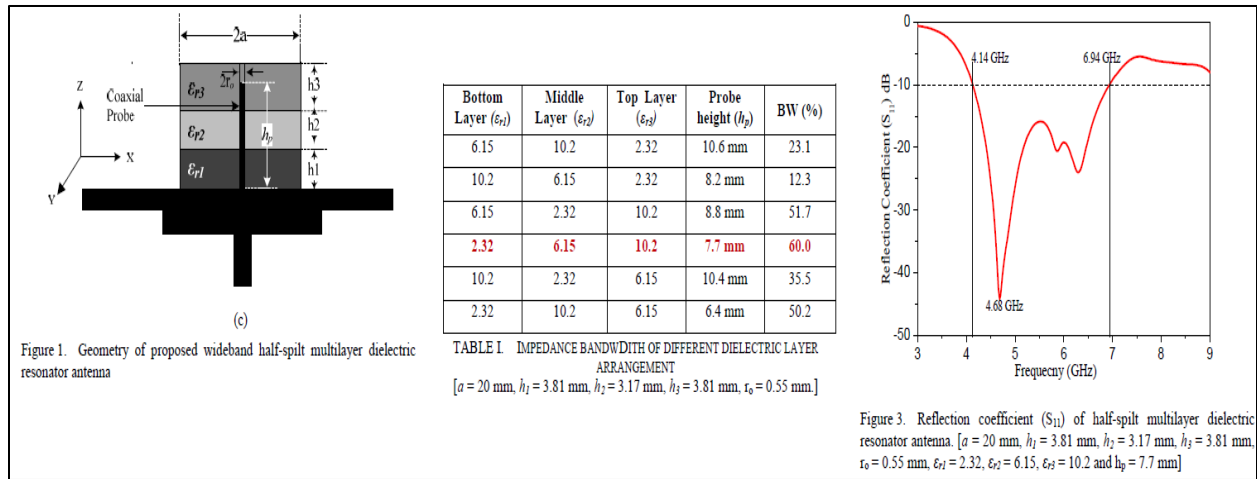 2a
2r₀
Coaxial
Probe
Z
X
Y
εr3
εr2
εr1
hp
h3
h2
h1
(c)
Figure 1. Geometry of proposed wideband half-spilt multilayer dielectric
resonator antenna
Bottom Layer (εr1) Middle Layer (εr2) Top Layer (εr3) Probe height (hp) BW (%)
6.15 10.2 2.32 10.6 mm 23.1
10.2 6.15 2.32 8.2 mm 12.3
6.15 2.32 10.2 8.8 mm 51.7
2.32 6.15 10.2 7.7 mm 60.0
10.2 2.32 6.15 10.4 mm 35.5
2.32 10.2 6.15 6.4 mm 50.2
TABLE I. IMPEDANCE BANDWDITH OF DIFFERENT DIELECTRIC LAYER
ARRANGEMENT
[a = 20 mm, h1 = 3.81 mm, h2 = 3.17 mm, h3 = 3.81 mm, r₀ = 0.55 mm.]
Reflection Coefficient (S11) dB
0
-10
-20
-30
-40
-50
4.14 GHz
6.94 GHz
4.68 GHz
3 4 5 6 7 8 9
Frequecny (GHz)
Figure 3. Reflection coefficient (S11) of half-spilt multilayer dielectric
resonator antenna. [a = 20 mm, h1 = 3.81 mm, h2 = 3.17 mm, h3 = 3.81 mm,
r₀ = 0.55 mm, εr1 = 2.32, εr2 = 6.15, εr3 = 10.2 and hp = 7.7 mm]